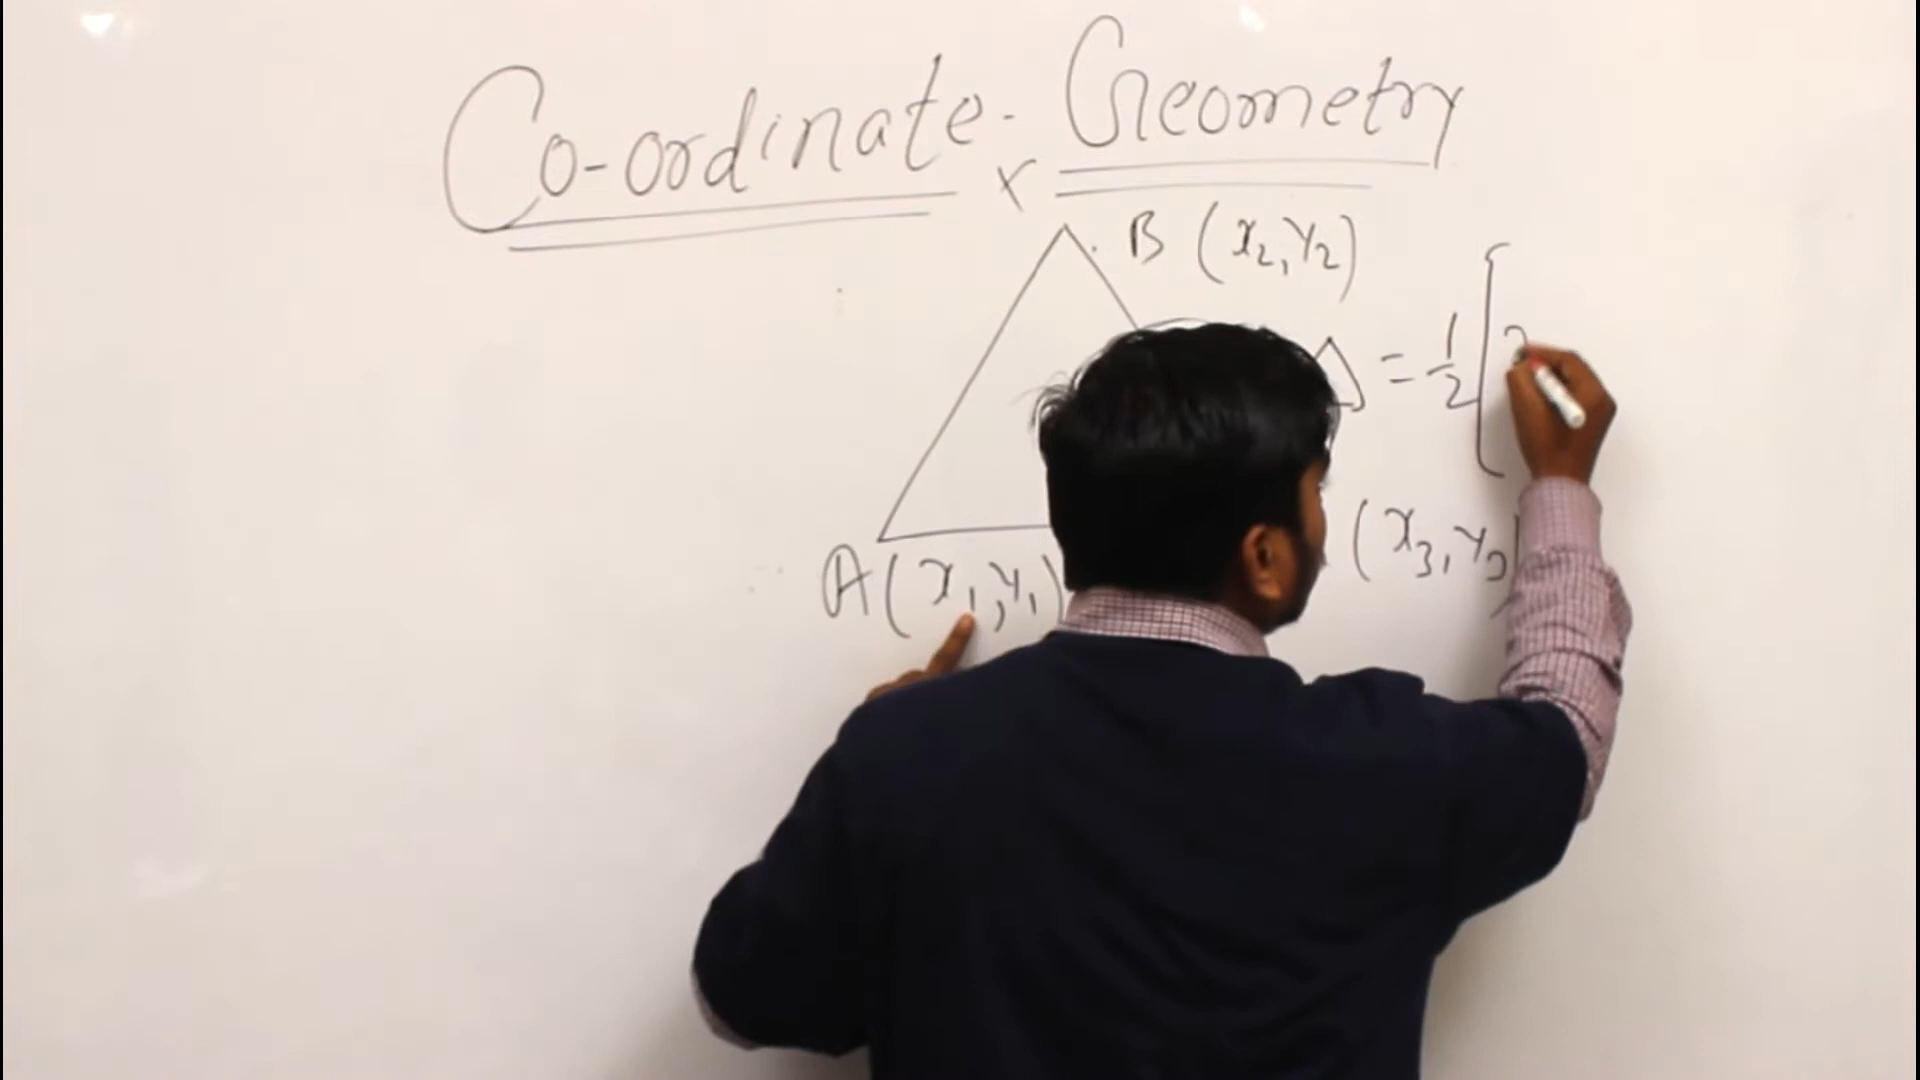 Co-ordinate - Geometry
x
B (x₂, y₂)
△ = 1/2 [
(x₃, y₃)
A (x₁, y₁)